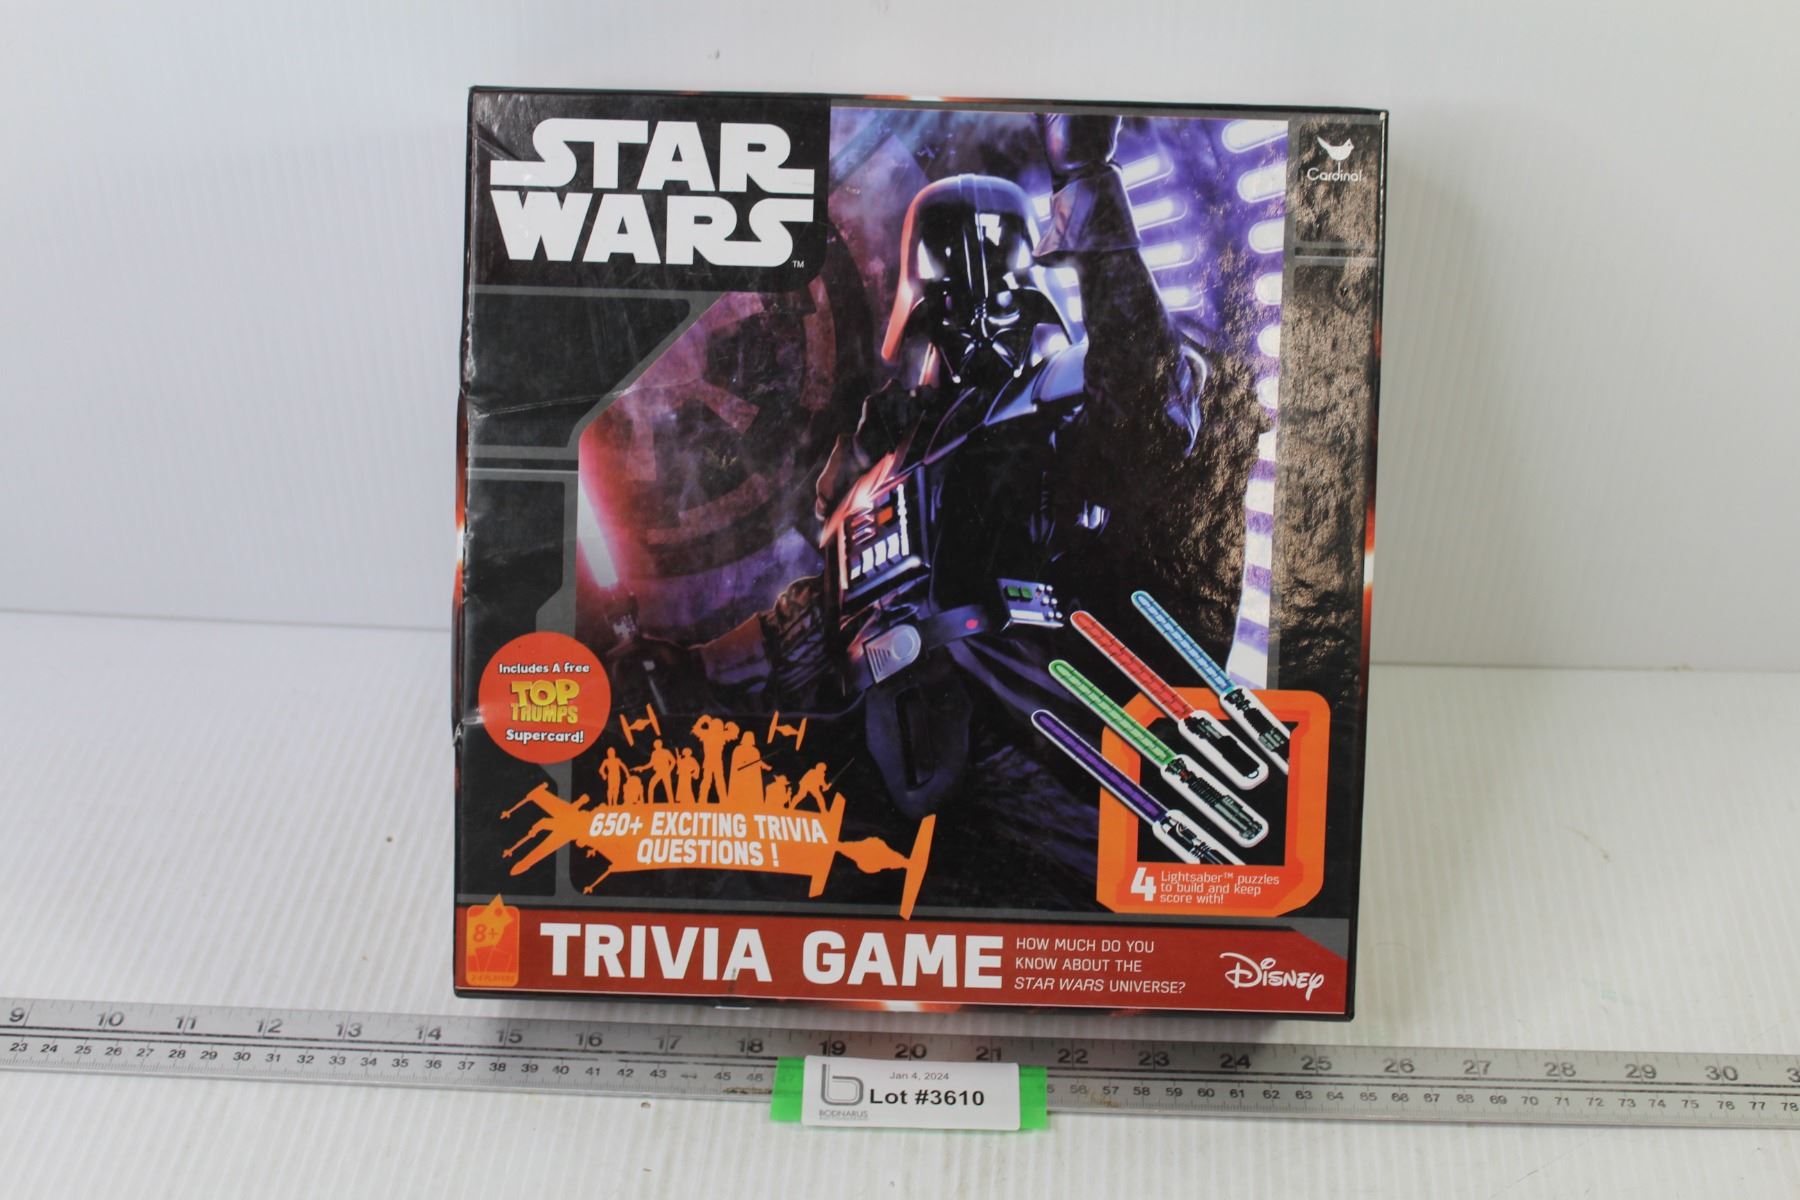 STAR
WARS
TM
Cardinal
Includes A free
TOP
TRUMPS
Supercard!
650+ EXCITING TRIVIA
QUESTIONS!
4 Lightsaber™ puzzles
to build and keep
score with!
8+
2-4 PLAYERS
TRIVIA GAME
HOW MUCH DO YOU
KNOW ABOUT THE
STAR WARS UNIVERSE?
Disney
9 10 11 12 13 14 15 16 17 18 19 20 21 22 23 24 25 26 27 28 29 30
23 24 25 26 27 28 29 30 31 32 33 34 35 36 37 38 39 40 41 42 43 44 45 46 55 56 57 58 59 60 61 62 63 64 65 66 67 68 69 70 71 72 73 74 75 76 77 78
Jan 4, 2024
Lot #3610
BODNARUS